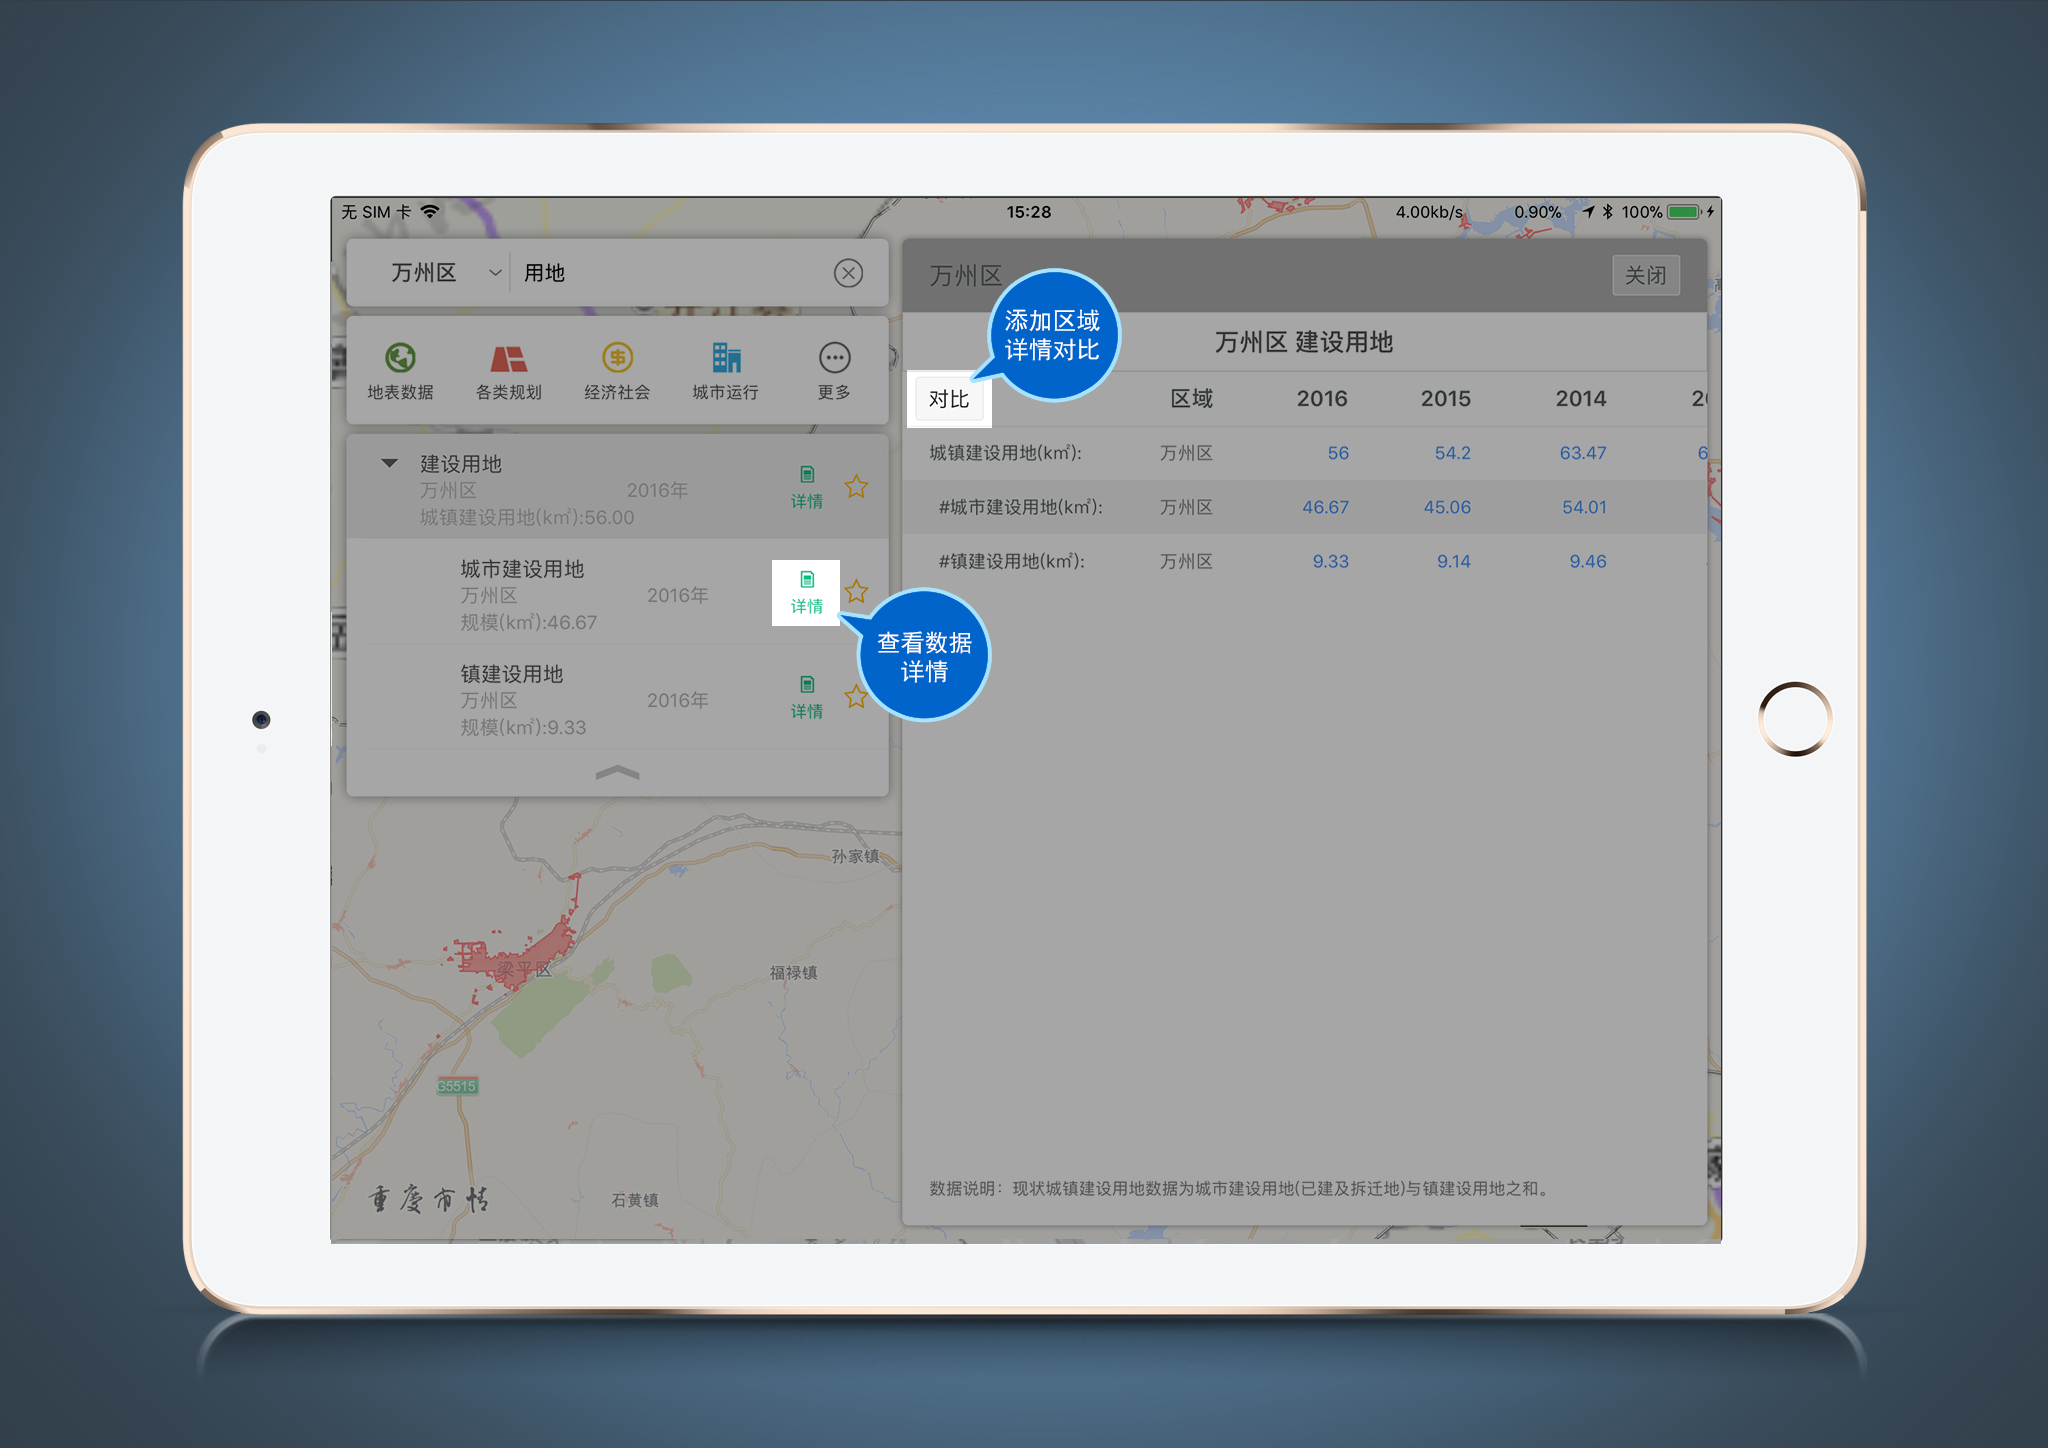 无 SIM 卡
15:28
4.00kb/s
0.90%
100%
万州区
用地
地表数据
各类规划
经济社会
城市运行
更多
建设用地
万州区
2016年
城镇建设用地(km²):56.00
详情
城市建设用地
万州区
2016年
规模(km²):46.67
详情
查看数据
详情
镇建设用地
万州区
2016年
规模(km²):9.33
详情
孙家镇
梁平区
福禄镇
G5515
石黄镇
重庆市情
万州区
关闭
添加区域
详情对比
万州区 建设用地
对比 区域 2016 2015 2014
城镇建设用地(km²): 万州区 56 54.2 63.47
#城市建设用地(km²): 万州区 46.67 45.06 54.01
#镇建设用地(km²): 万州区 9.33 9.14 9.46
数据说明：现状城镇建设用地数据为城市建设用地(已建及拆迁地)与镇建设用地之和。